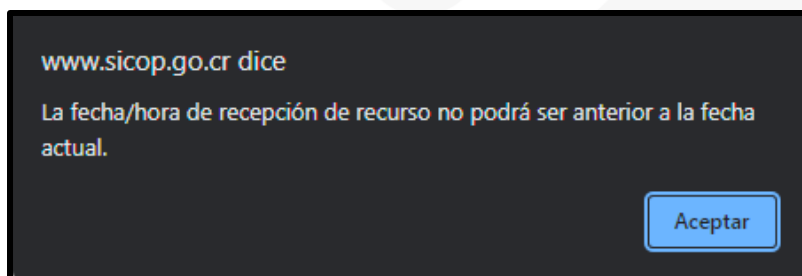 www.sicop.go.cr dice
La fecha/hora de recepción de recurso no podrá ser anterior a la fecha
actual.
Aceptar